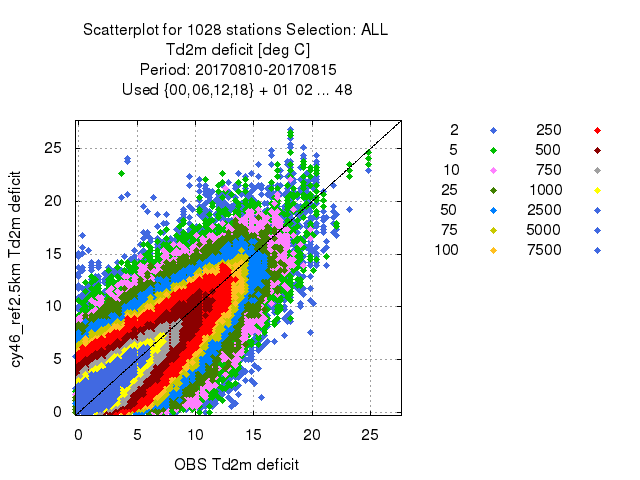 Scatterplot for 1028 stations Selection: ALL
Td2m deficit [deg C]
Period: 20170810-20170815
Used {00,06,12,18} + 01 02 ... 48
25
20
15
10
5
0
cy46_ref2.5km Td2m deficit
0 5 10 15 20 25
OBS Td2m deficit
2 250
5 500
10 750
25 1000
50 2500
75 5000
100 7500